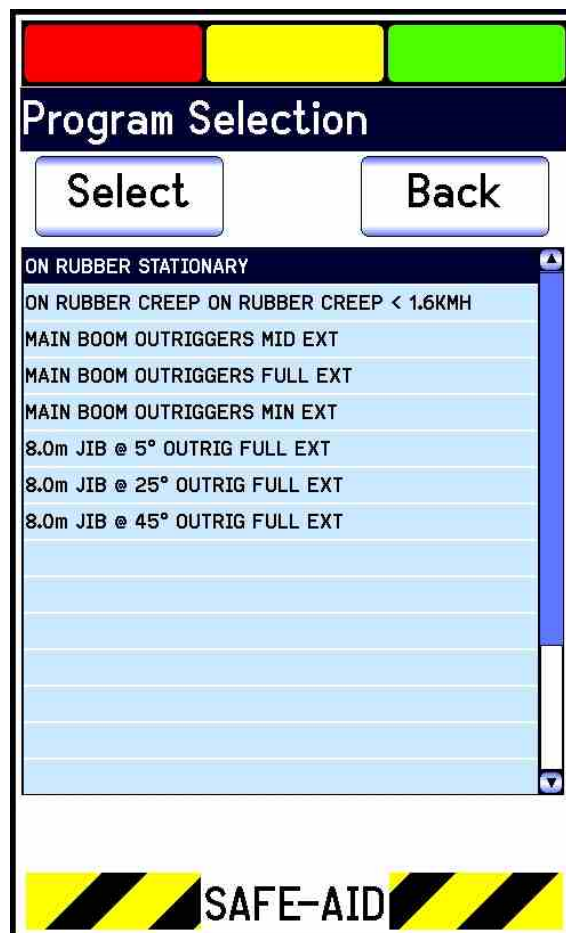 Program Selection
Select
Back
ON RUBBER STATIONARY
ON RUBBER CREEP ON RUBBER CREEP < 1.6KMH
MAIN BOOM OUTRIGGERS MID EXT
MAIN BOOM OUTRIGGERS FULL EXT
MAIN BOOM OUTRIGGERS MIN EXT
8.0m JIB @ 5° OUTRIG FULL EXT
8.0m JIB @ 25° OUTRIG FULL EXT
8.0m JIB @ 45° OUTRIG FULL EXT
SAFE-AID